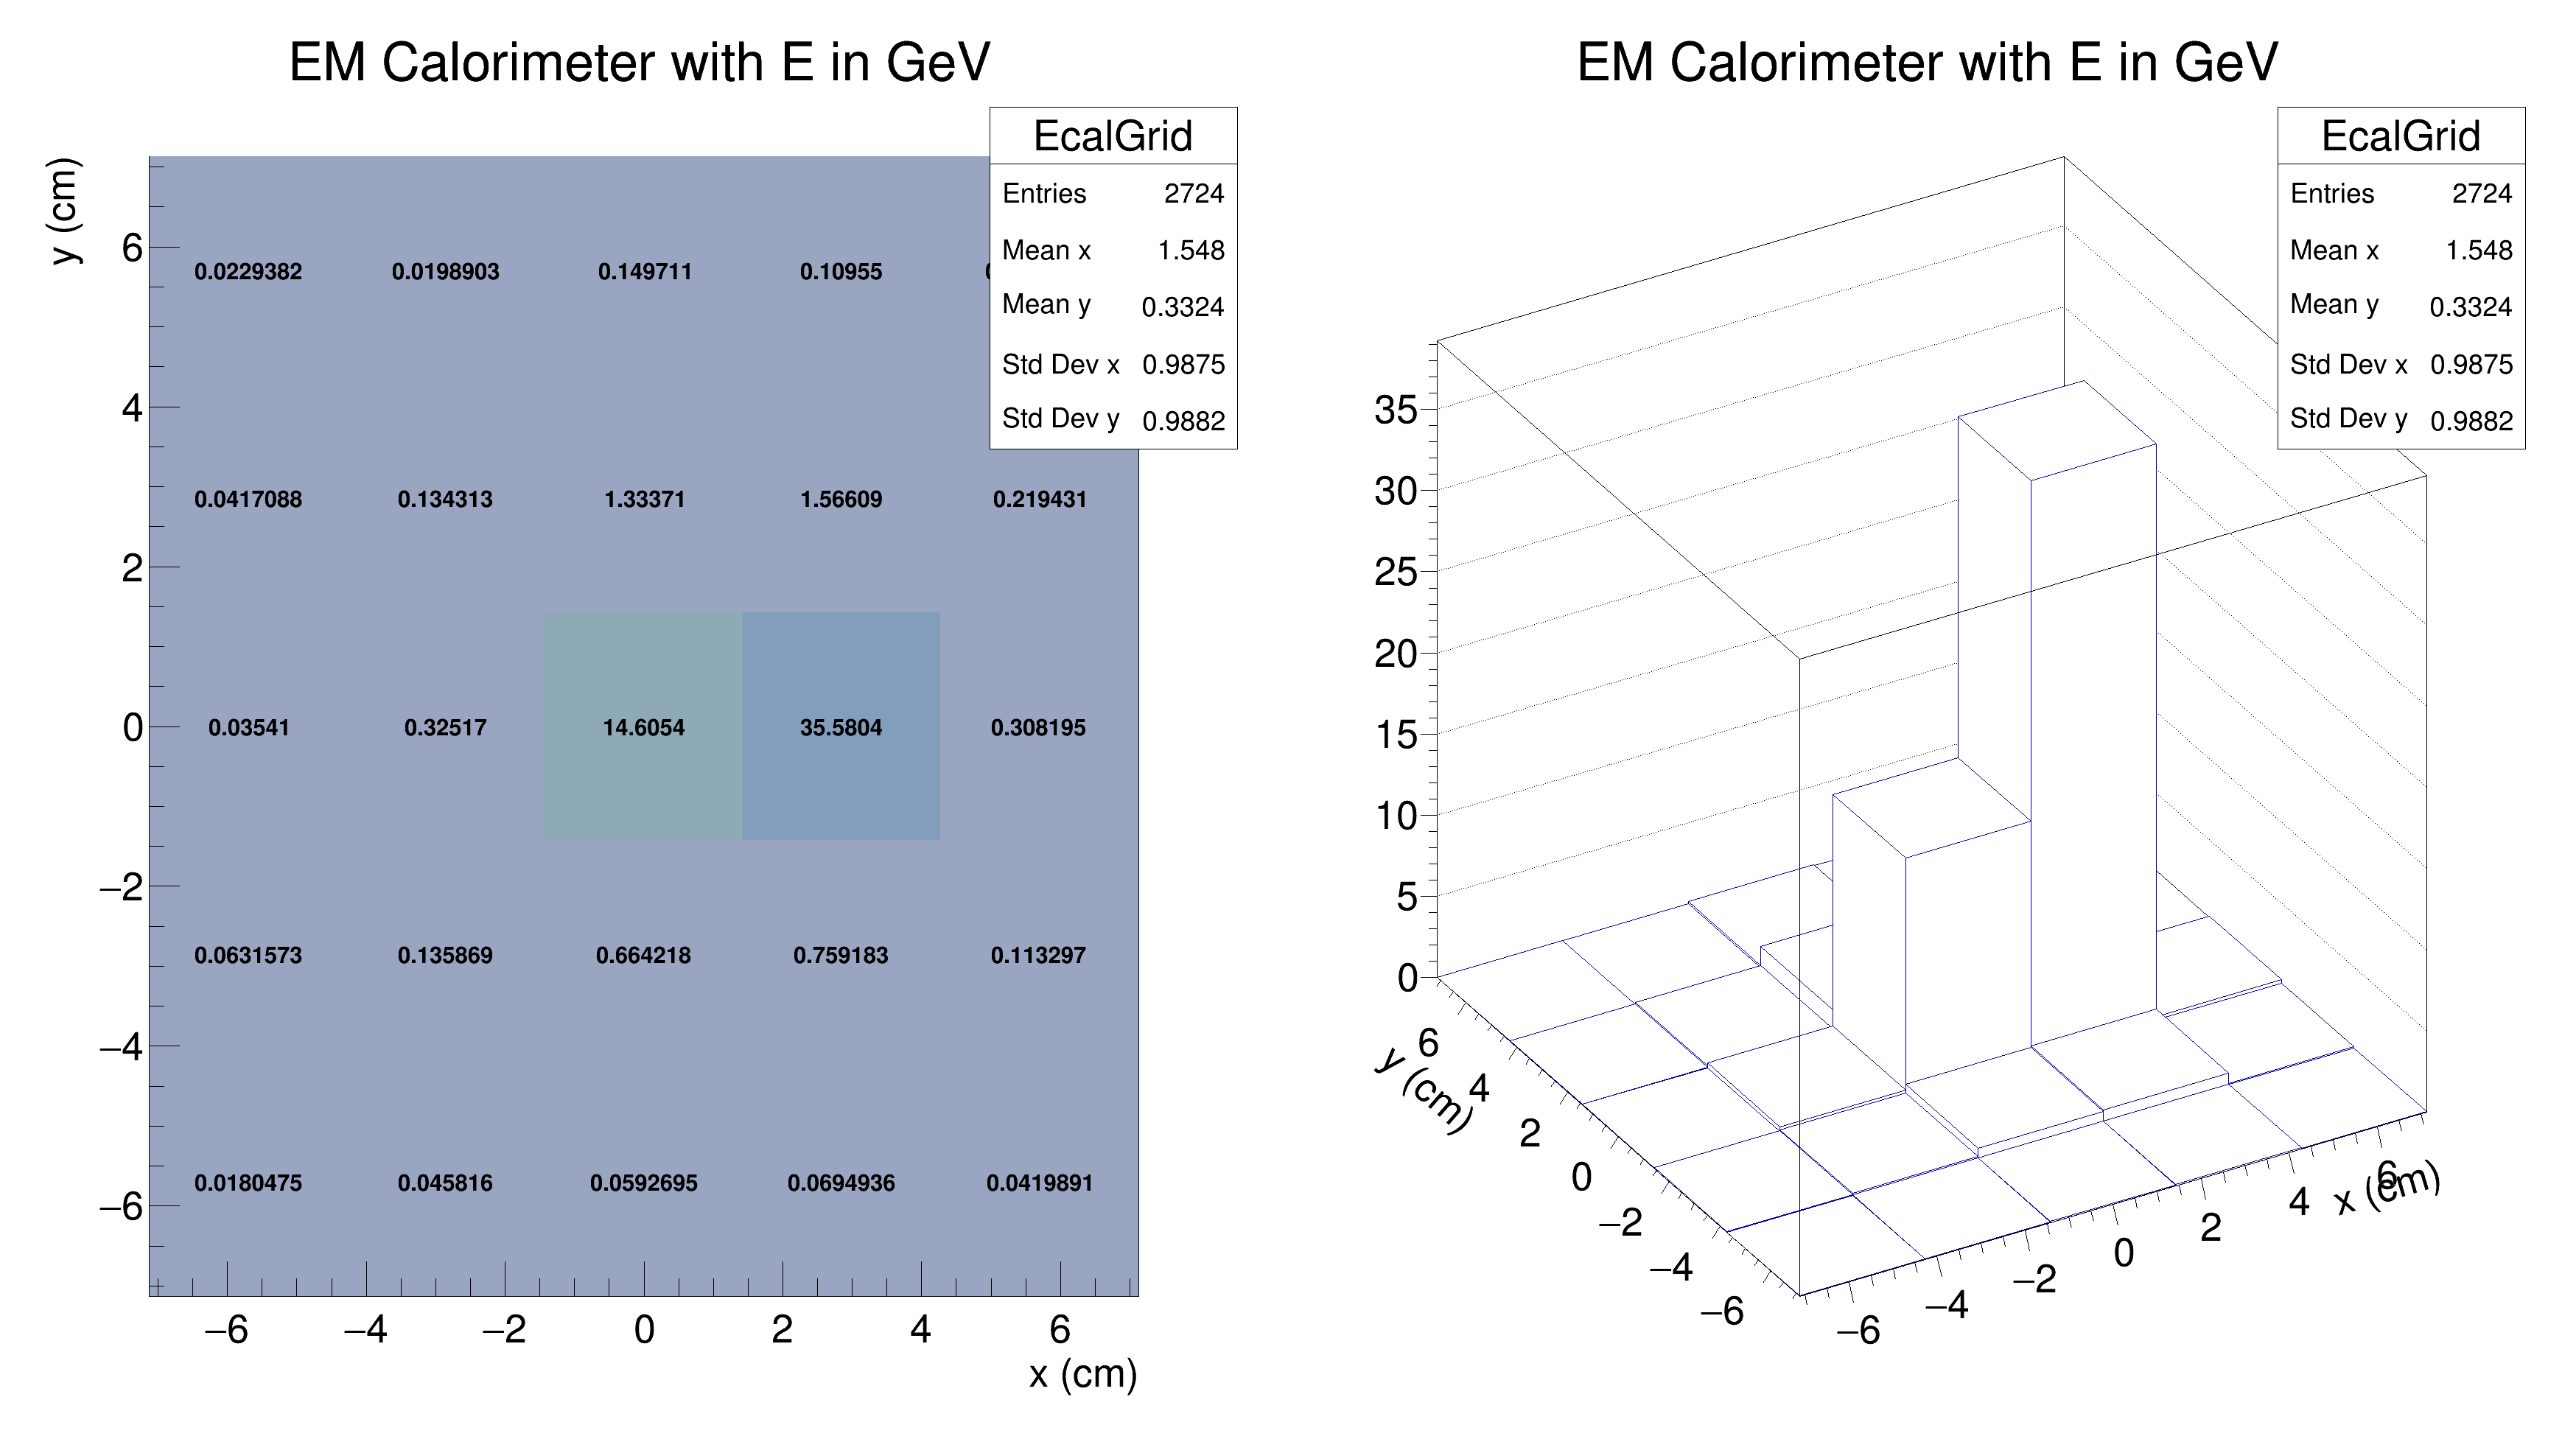 EM Calorimeter with E in GeV
EcalGrid
Entries 2724
Mean x 1.548
Mean y 0.3324
Std Dev x 0.9875
Std Dev y 0.9882
y (cm)
6
4
2
0
−2
−4
−6
0.0229382 0.0198903 0.149711 0.10955
0.0417088 0.134313 1.33371 1.56609 0.219431
0.03541 0.32517 14.6054 35.5804 0.308195
0.0631573 0.135869 0.664218 0.759183 0.113297
0.0180475 0.045816 0.0592695 0.0694936 0.0419891
−6 −4 −2 0 2 4 6
x (cm)
EM Calorimeter with E in GeV
EcalGrid
Entries 2724
Mean x 1.548
Mean y 0.3324
Std Dev x 0.9875
Std Dev y 0.9882
35
30
25
20
15
10
5
0
y (cm)
6
4
2
0
−2
−4
−6
−6 −4 −2 0 2 4 6
x (cm)